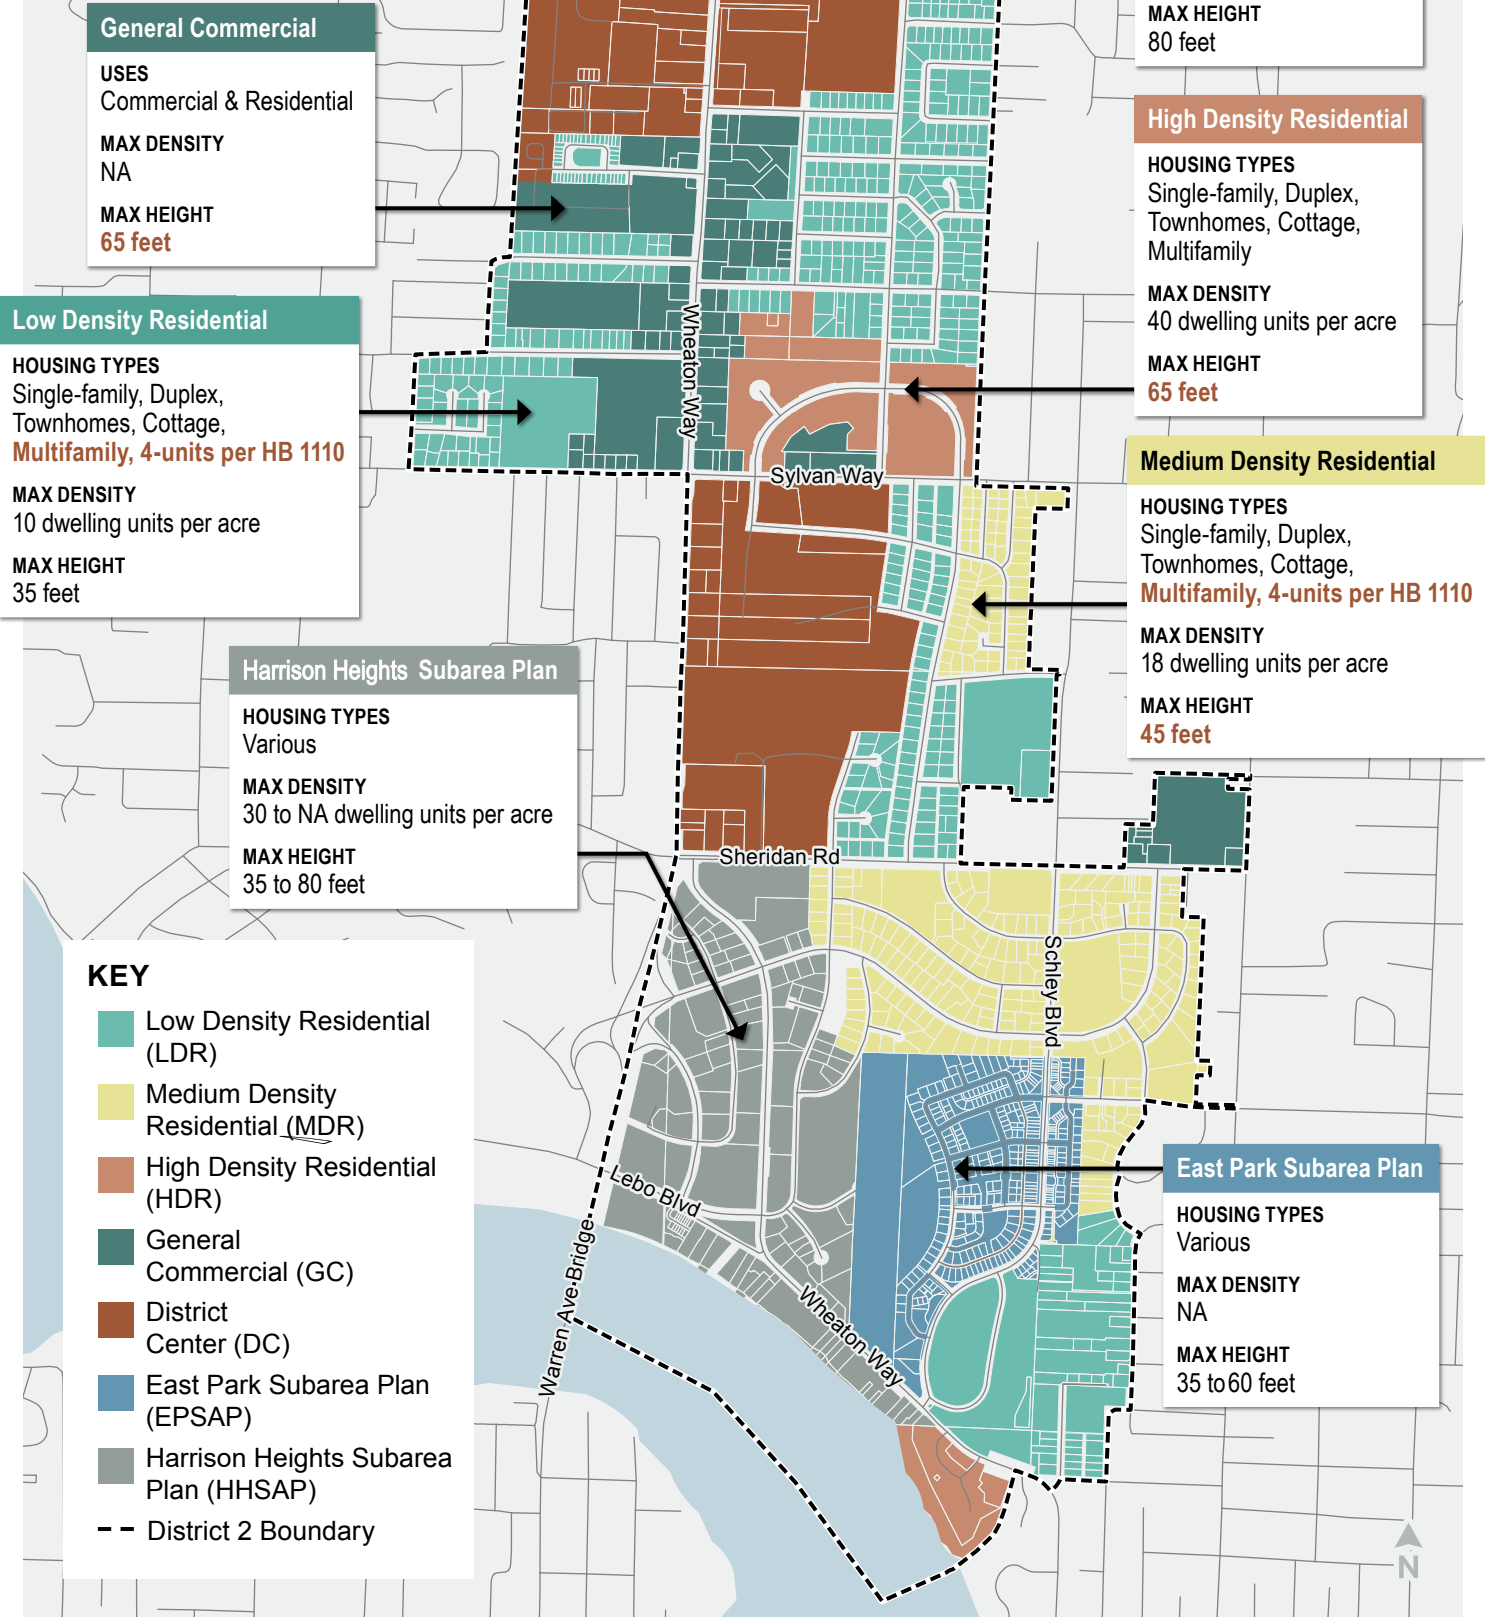 General Commercial
USES
Commercial & Residential
MAX DENSITY
NA
MAX HEIGHT
65 feet
MAX HEIGHT
80 feet
High Density Residential
HOUSING TYPES
Single-family, Duplex,
Townhomes, Cottage,
Multifamily
MAX DENSITY
40 dwelling units per acre
MAX HEIGHT
65 feet
Low Density Residential
HOUSING TYPES
Single-family, Duplex,
Townhomes, Cottage,
Multifamily, 4-units per HB 1110
MAX DENSITY
10 dwelling units per acre
MAX HEIGHT
35 feet
Medium Density Residential
HOUSING TYPES
Single-family, Duplex,
Townhomes, Cottage,
Multifamily, 4-units per HB 1110
MAX DENSITY
18 dwelling units per acre
MAX HEIGHT
45 feet
Wheaton Way
Sylvan Way
Harrison Heights Subarea Plan
HOUSING TYPES
Various
MAX DENSITY
30 to NA dwelling units per acre
MAX HEIGHT
35 to 80 feet
Sheridan Rd
Schley Blvd
Lebo Blvd
Warren Ave Bridge
Wheaton Way
East Park Subarea Plan
HOUSING TYPES
Various
MAX DENSITY
NA
MAX HEIGHT
35 to 60 feet
KEY
Low Density Residential
(LDR)
Medium Density
Residential (MDR)
High Density Residential
(HDR)
General
Commercial (GC)
District
Center (DC)
East Park Subarea Plan
(EPSAP)
Harrison Heights Subarea
Plan (HHSAP)
District 2 Boundary
N